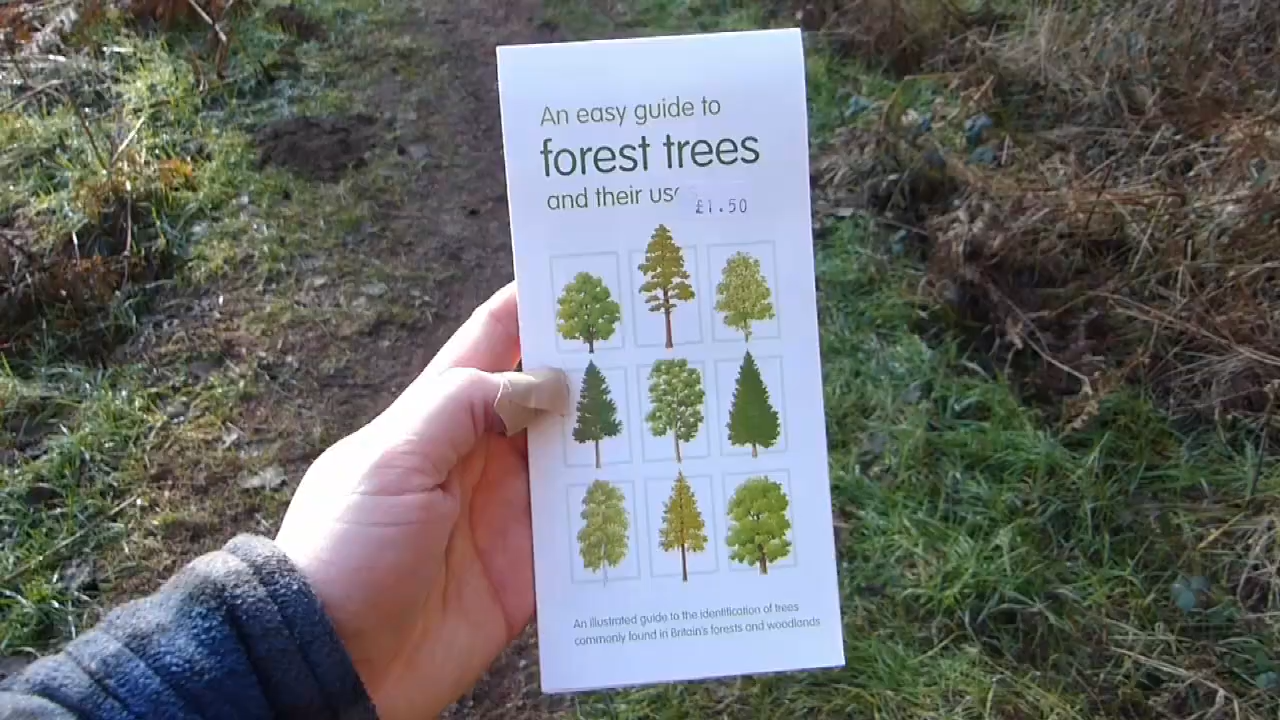 An easy guide to
forest trees
and their
£1.50
An illustrated guide to the identification of trees
commonly found in Britain's forests and woodlands